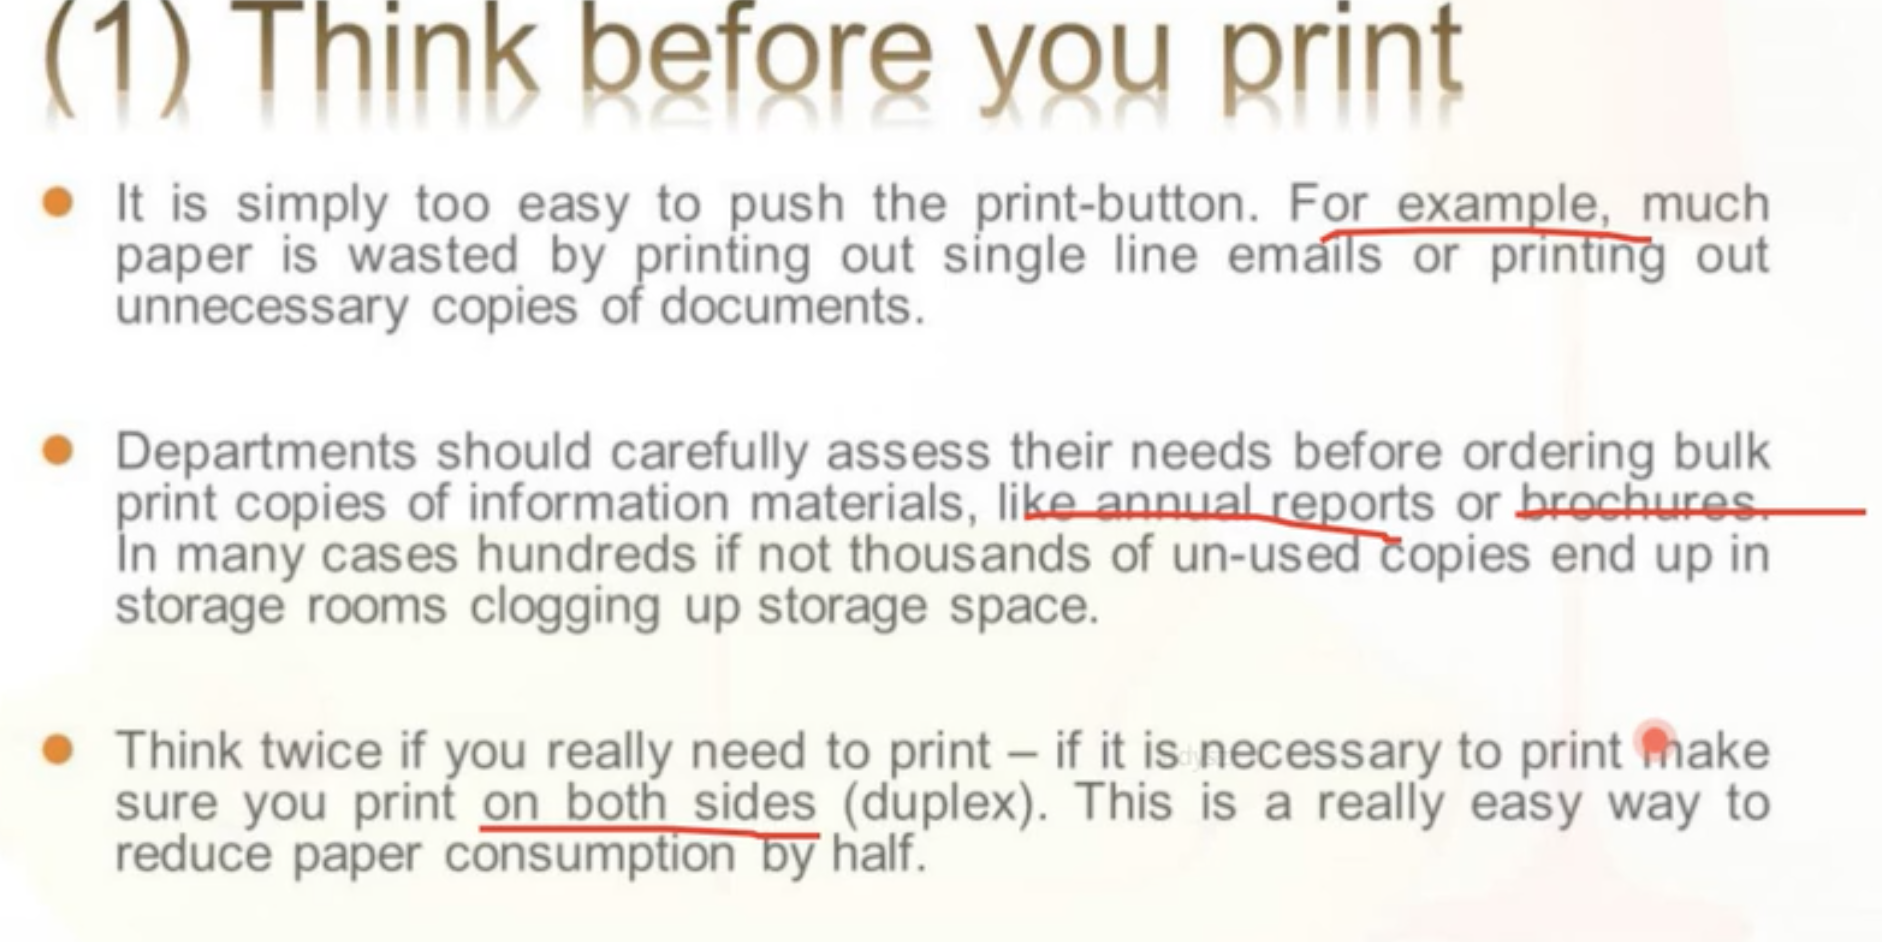 (1) Think before you print
It is simply too easy to push the print-button. For example, much
paper is wasted by printing out single line emails or printing out
unnecessary copies of documents.
Departments should carefully assess their needs before ordering bulk
print copies of information materials, like annual reports or brochures.
In many cases hundreds if not thousands of un-used copies end up in
storage rooms clogging up storage space.
Think twice if you really need to print – if it is necessary to print make
sure you print on both sides (duplex). This is a really easy way to
reduce paper consumption by half.